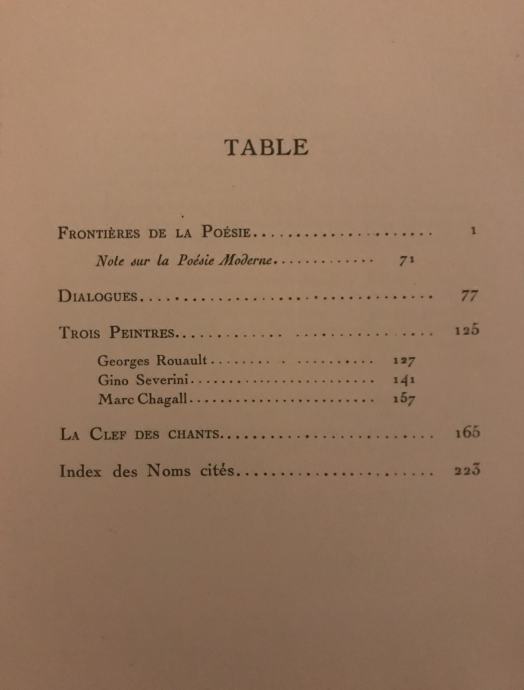 TABLE
FRONTIÈRES DE LA POÉSIE..................... 1
Note sur la Poésie Moderne............. 71
DIALOGUES................................. 77
TROIS PEINTRES............................ 125
Georges Rouault.................... 127
Gino Severini....................... 141
Marc Chagall....................... 157
LA CLEF DES CHANTS........................ 165
Index des Noms cités....................... 223